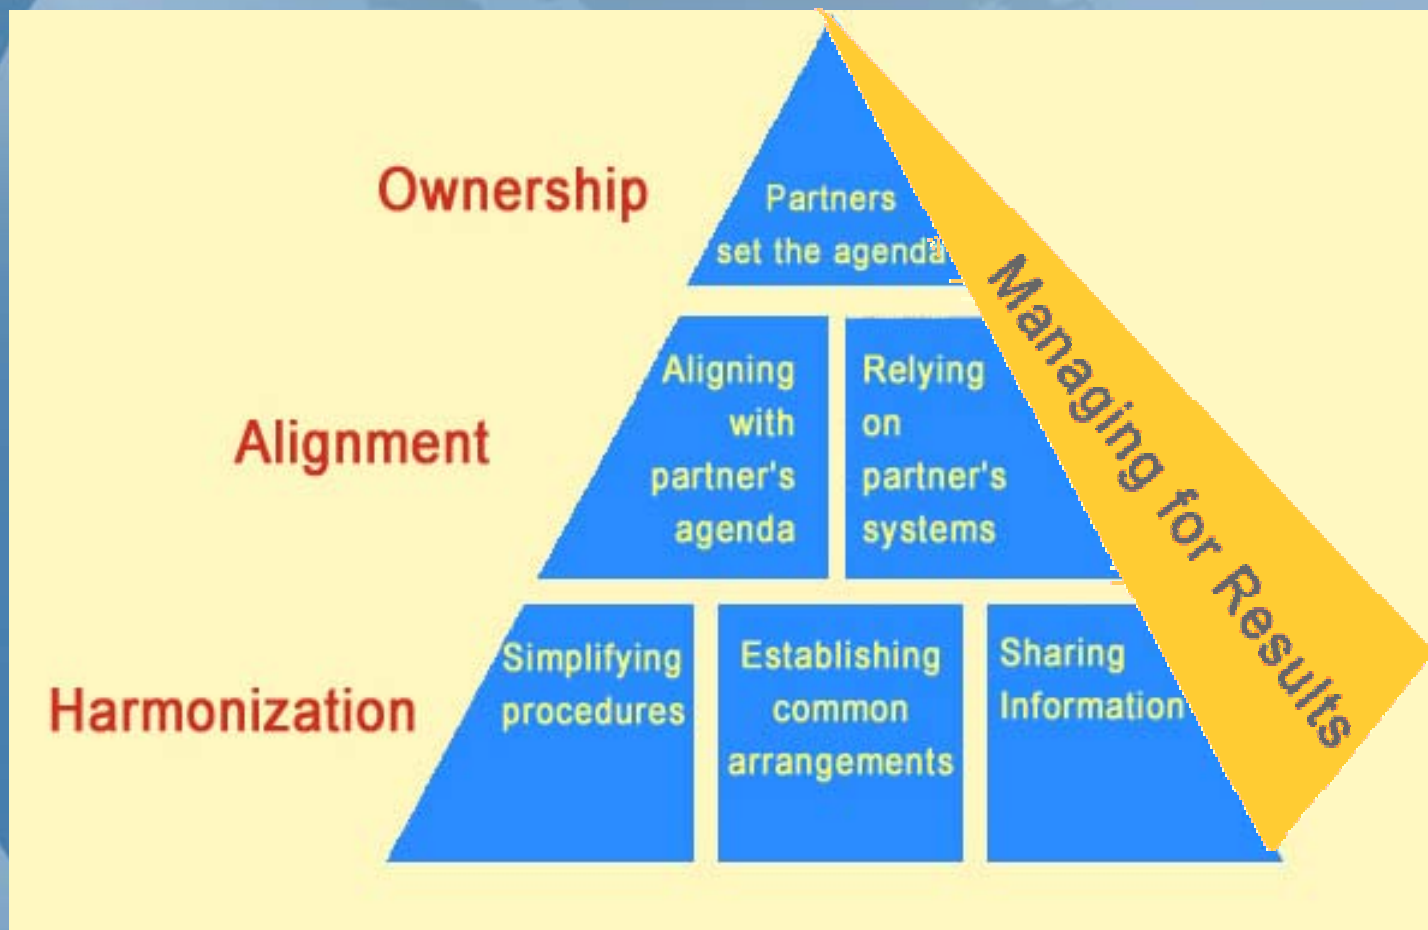 Ownership
Partners
set the agenda
Alignment
Aligning
with
partner's
agenda
Relying
on
partner's
systems
Harmonization
Simplifying
procedures
Establishing
common
arrangements
Sharing
Information
Managing for Results